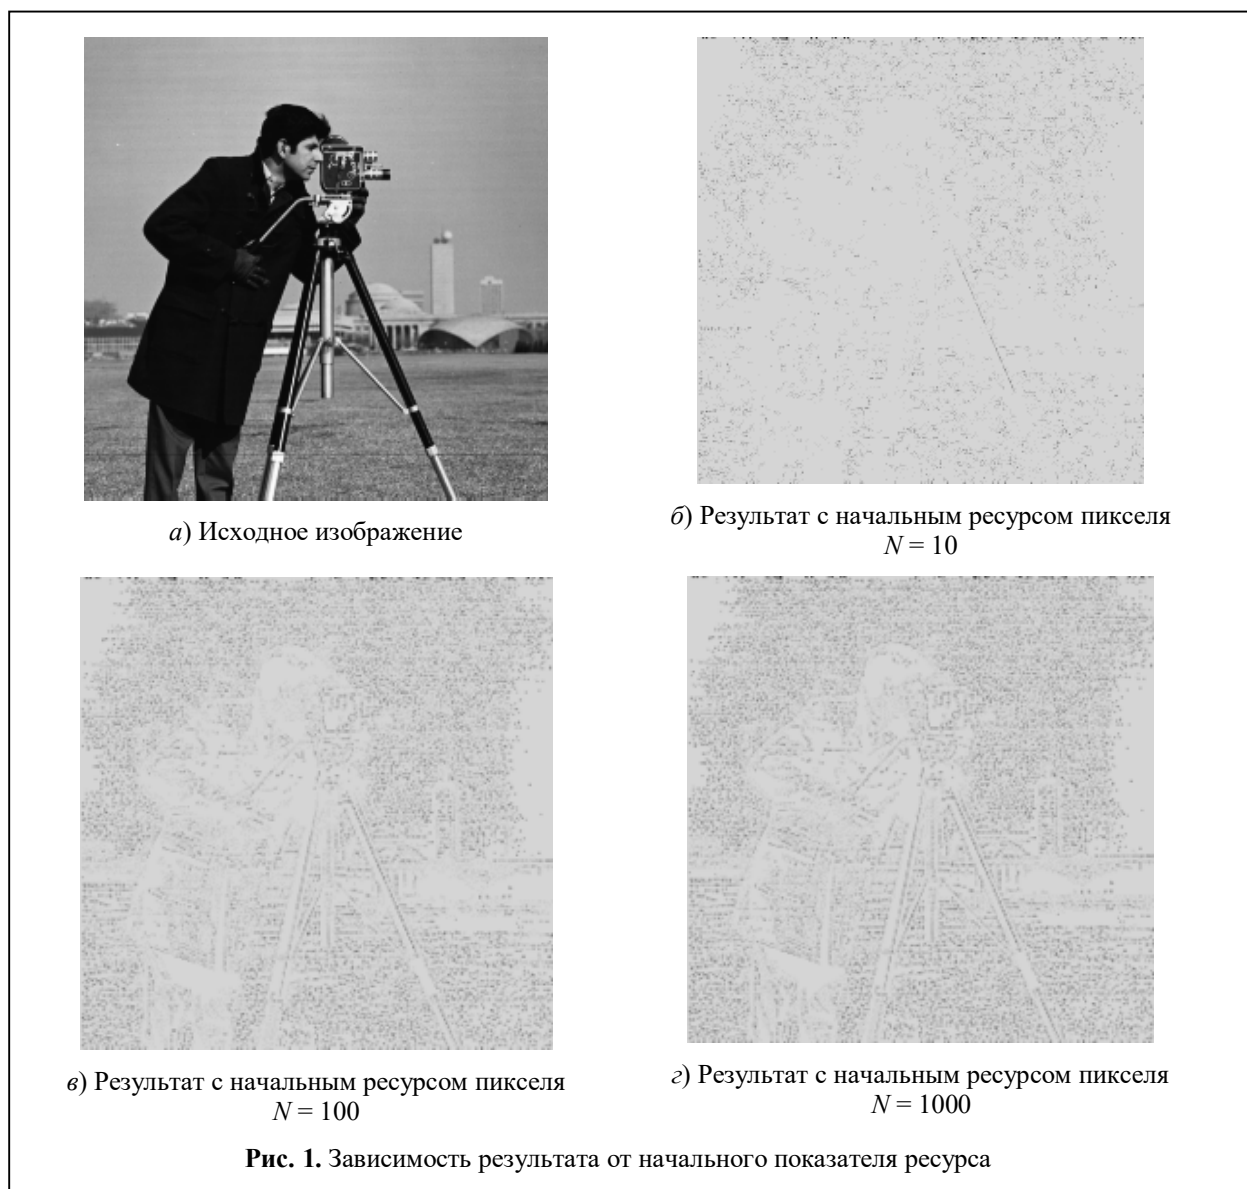 а) Исходное изображение
б) Результат с начальным ресурсом пикселя
N = 10
в) Результат с начальным ресурсом пикселя
N = 100
г) Результат с начальным ресурсом пикселя
N = 1000
Рис. 1. Зависимость результата от начального показателя ресурса